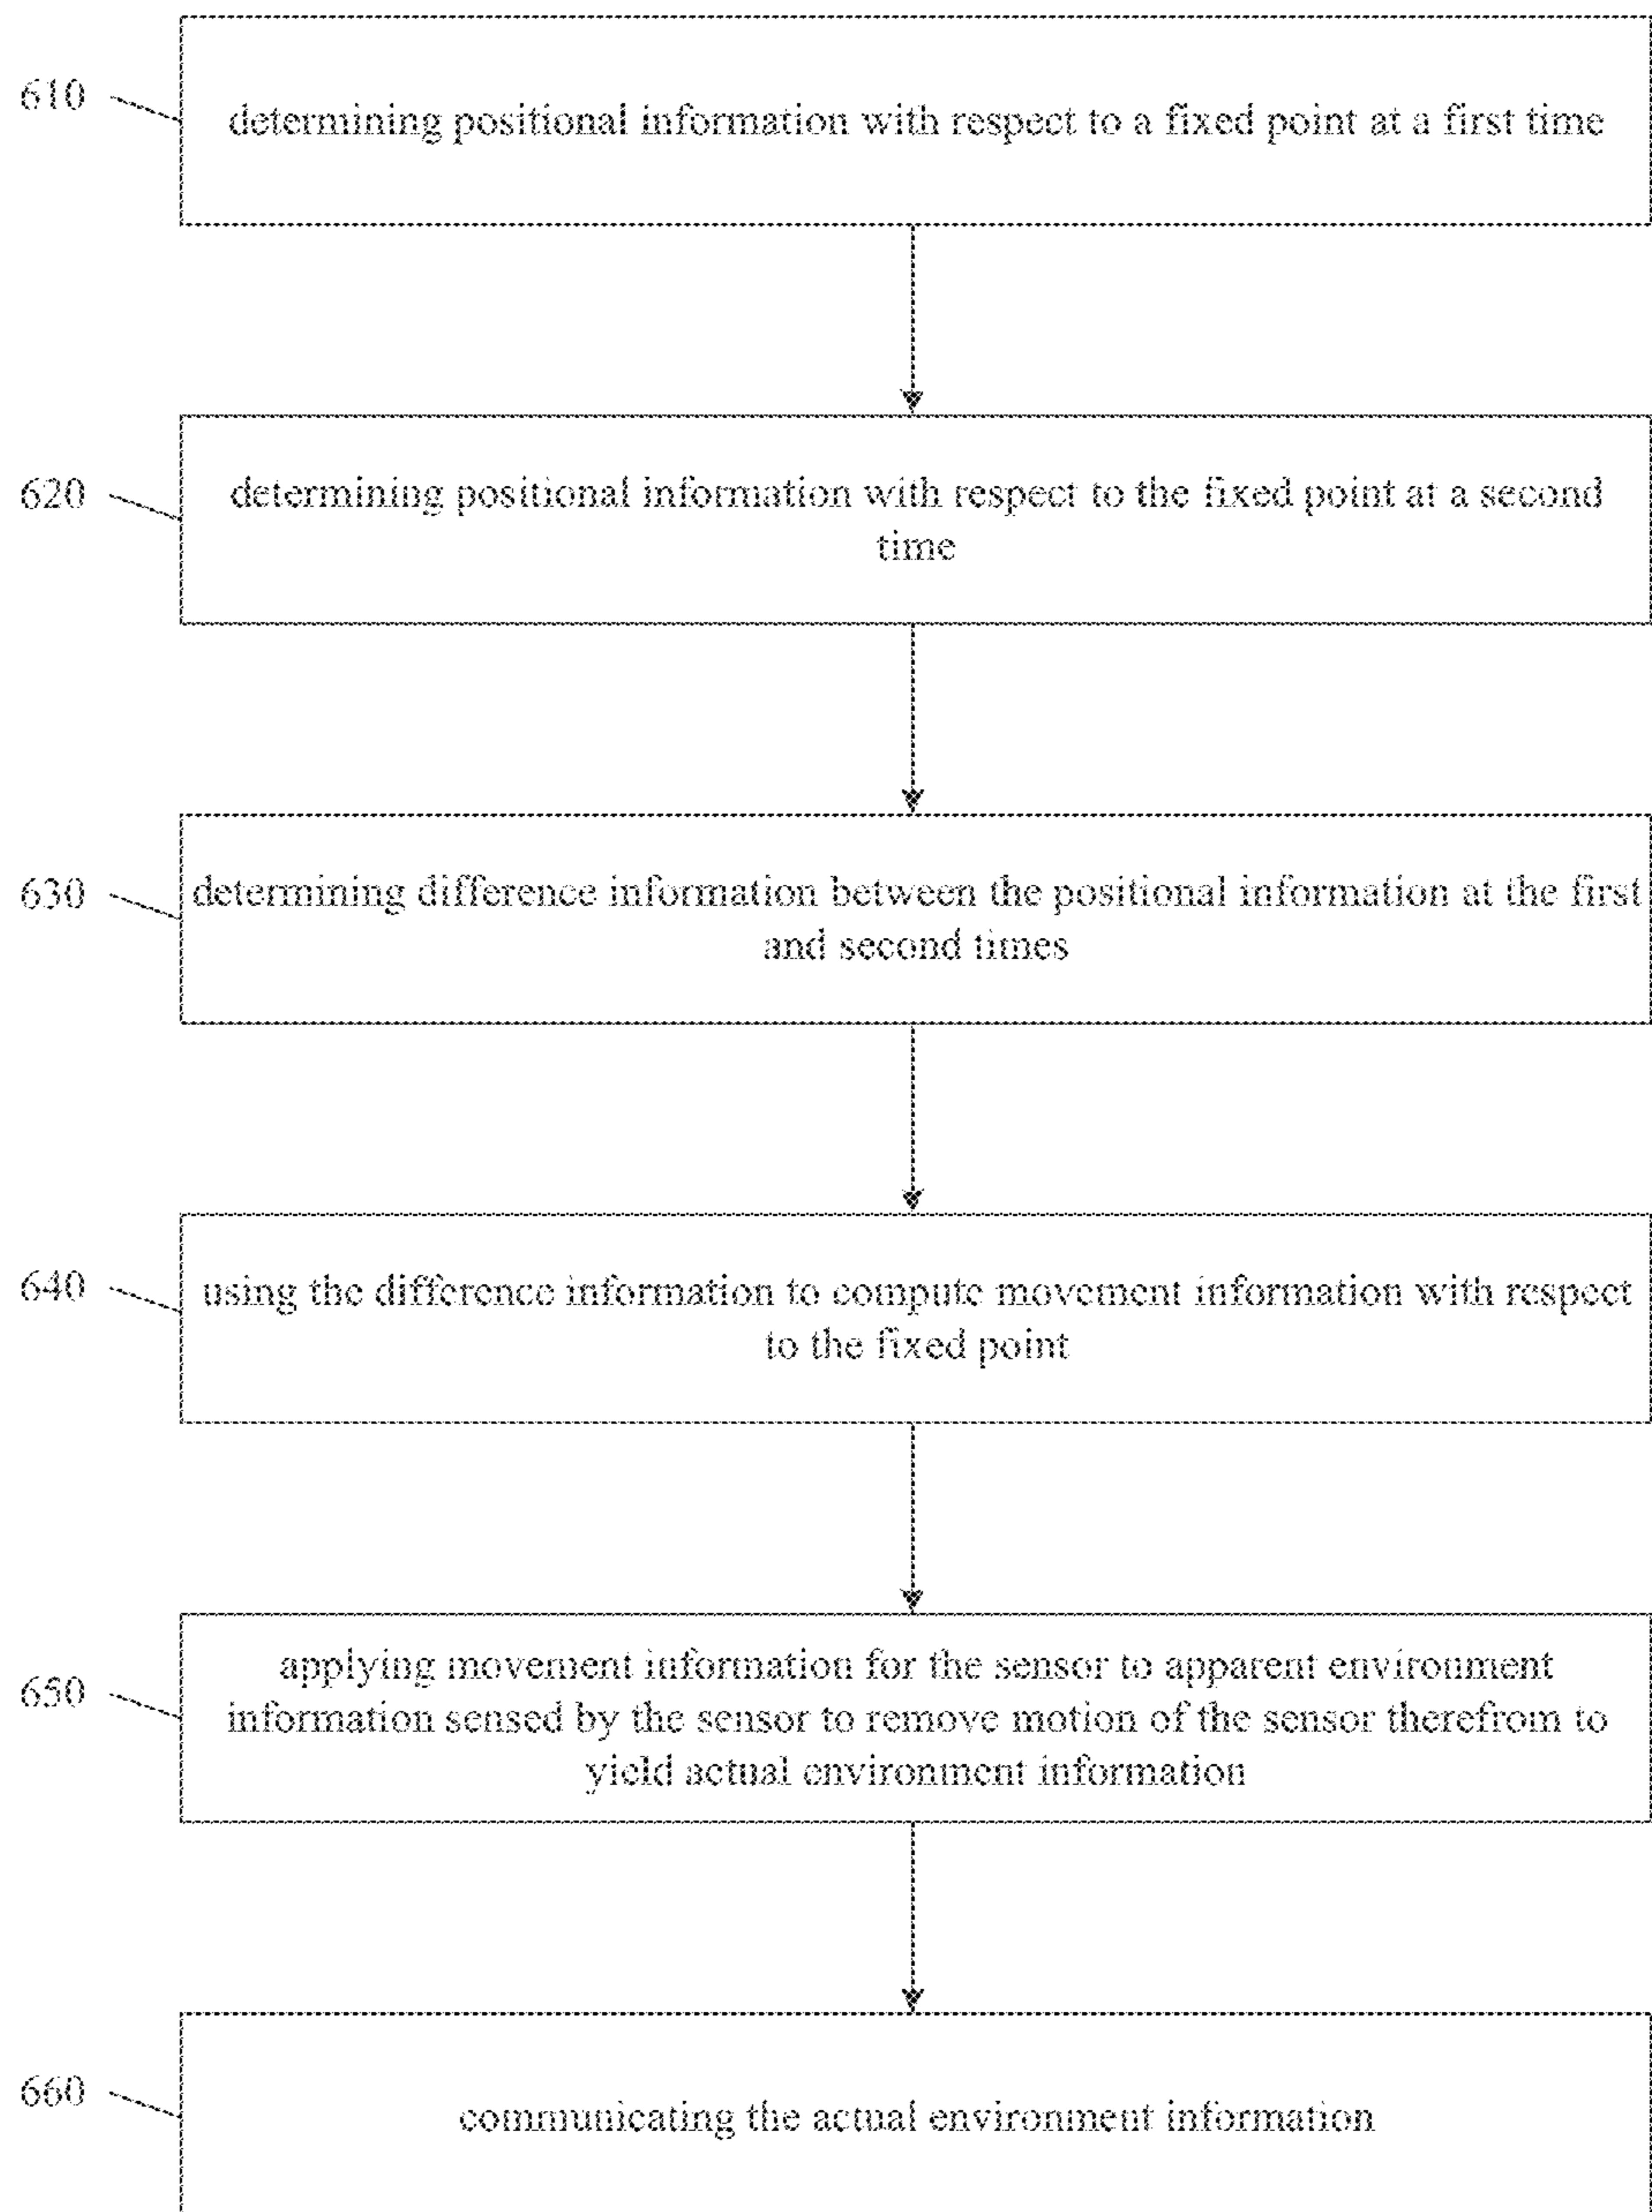 610
determining positional information with respect to a fixed point at a first time
620
determining positional information with respect to the fixed point at a second
time
630
determining difference information between the positional information at the first
and second times
640
using the difference information to compute movement information with respect
to the fixed point
650
applying movement information for the sensor to apparent environment
information sensed by the sensor to remove motion of the sensor therefrom to
yield actual environment information
660
communicating the actual environment information